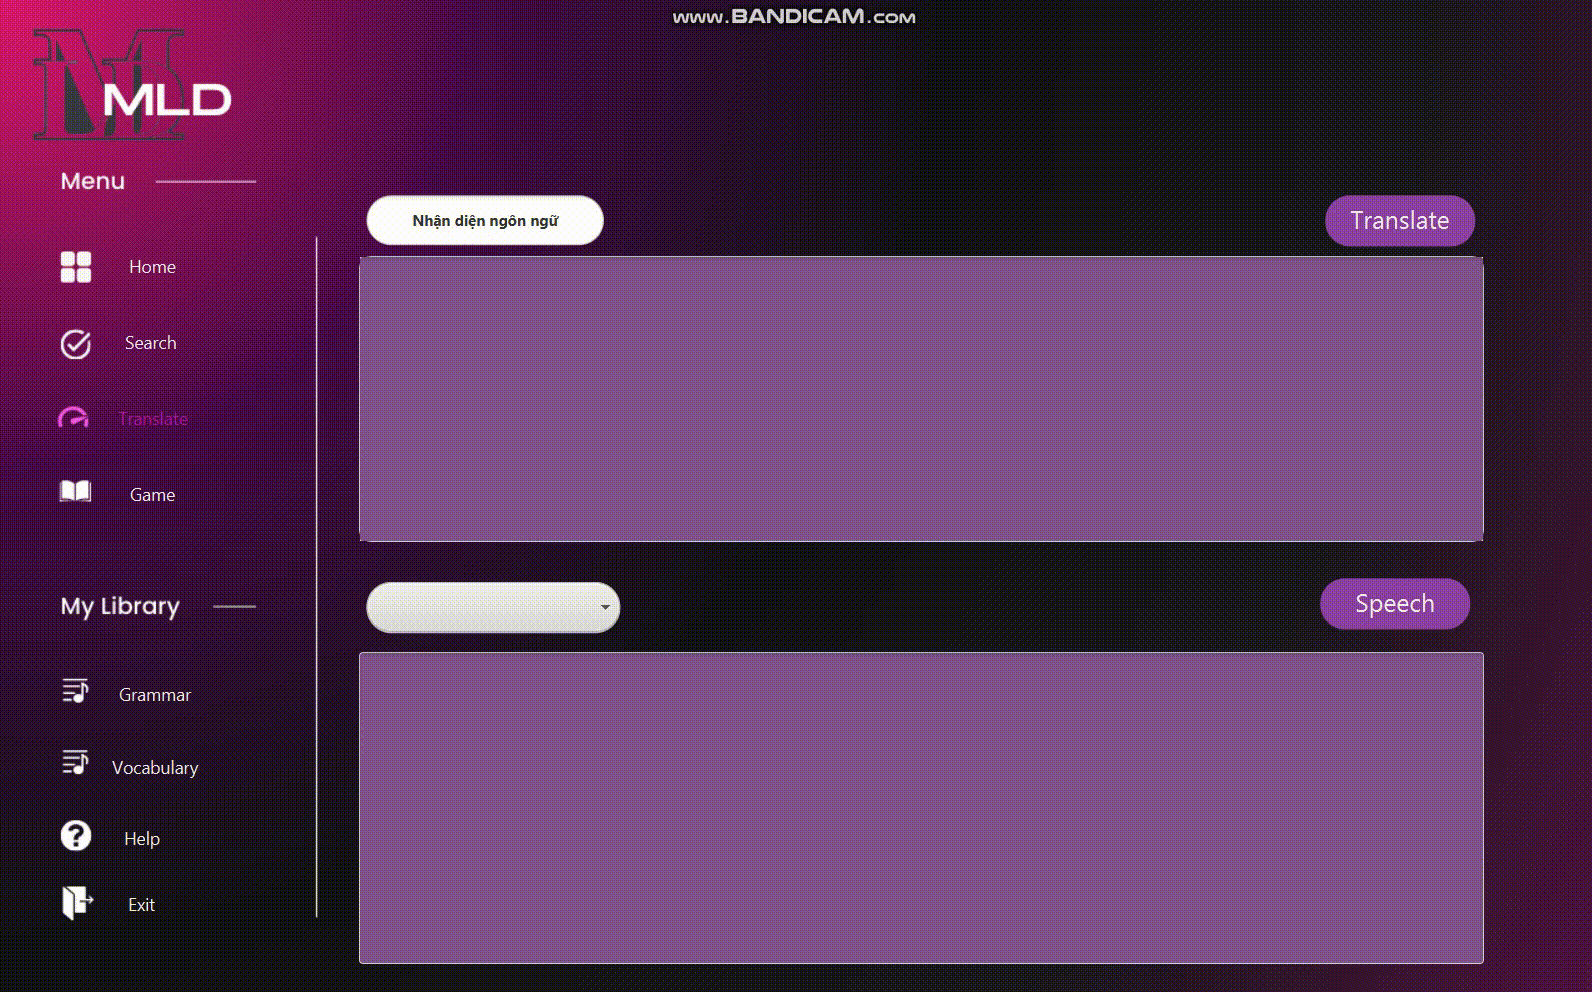 www.BANDICAM.com
MLD
Menu
Home
Search
Translate
Game
My Library
Grammar
Vocabulary
Help
Exit
Nhận diện ngôn ngữ
Translate
Speech